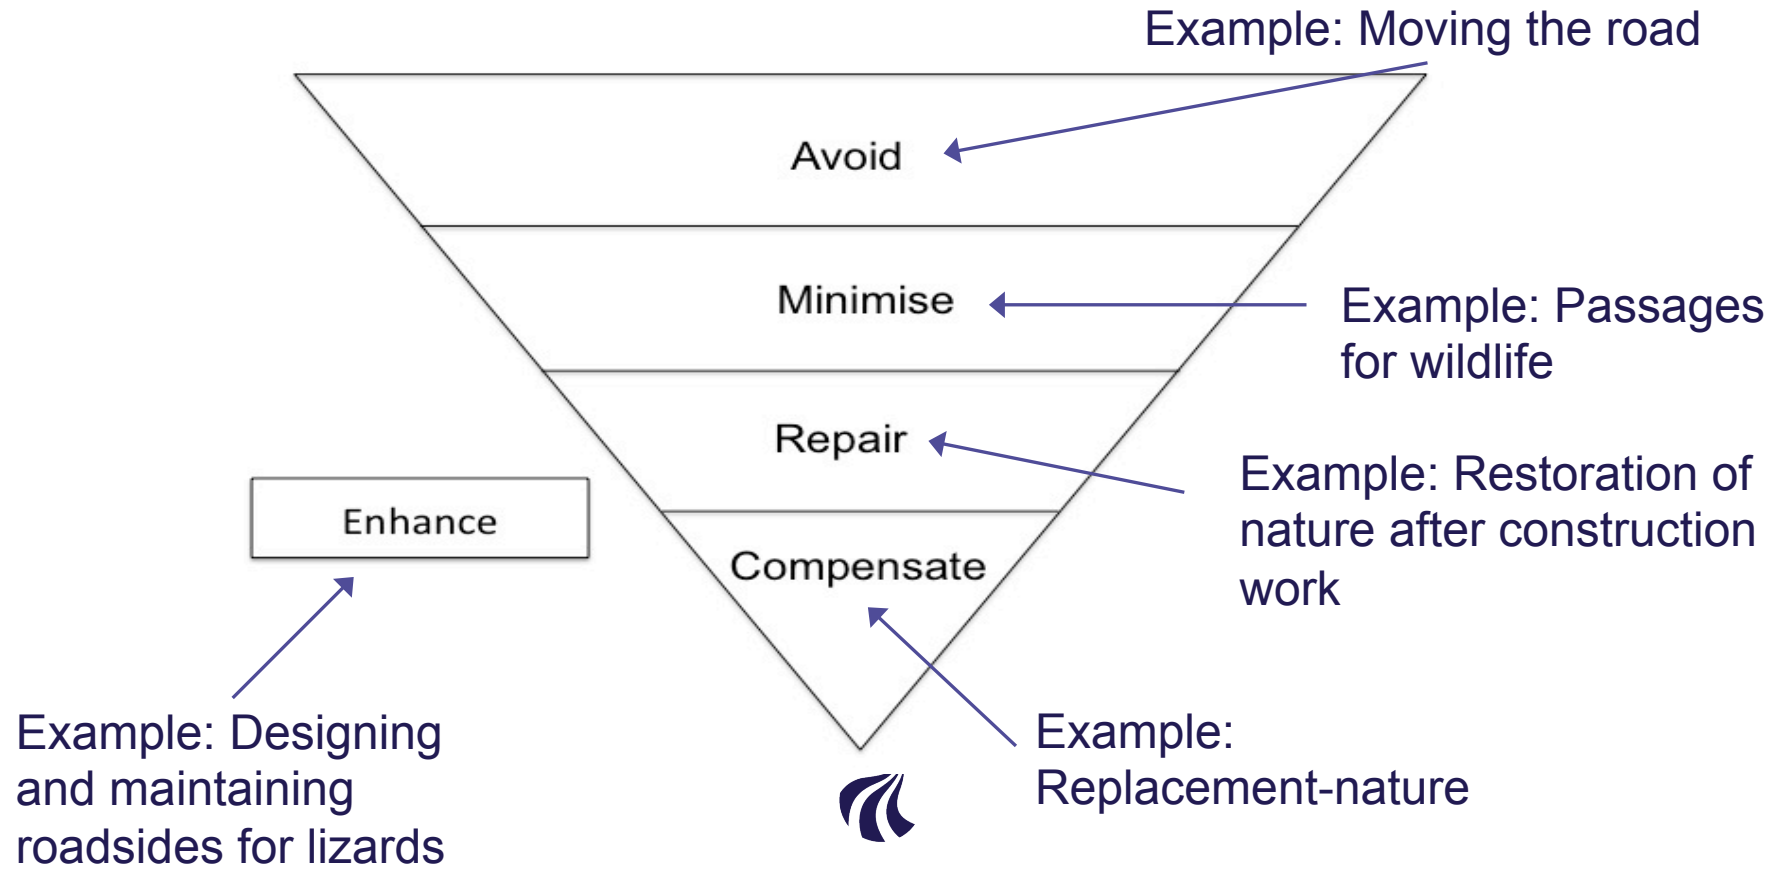 Example: Moving the road
Avoid
Minimise
Example: Passages
for wildlife
Repair
Example: Restoration of
nature after construction
work
Enhance
Compensate
Example: Designing
and maintaining
roadsides for lizards
Example:
Replacement-nature